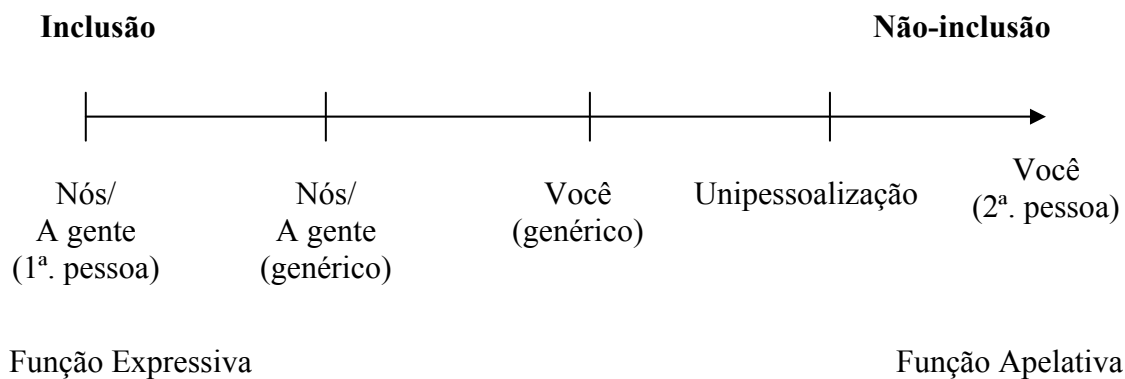 Inclusão
Não-inclusão
Nós/
A gente
(1ª. pessoa)
Nós/
A gente
(genérico)
Você
(genérico)
Unipessoalização
Você
(2ª. pessoa)
Função Expressiva
Função Apelativa